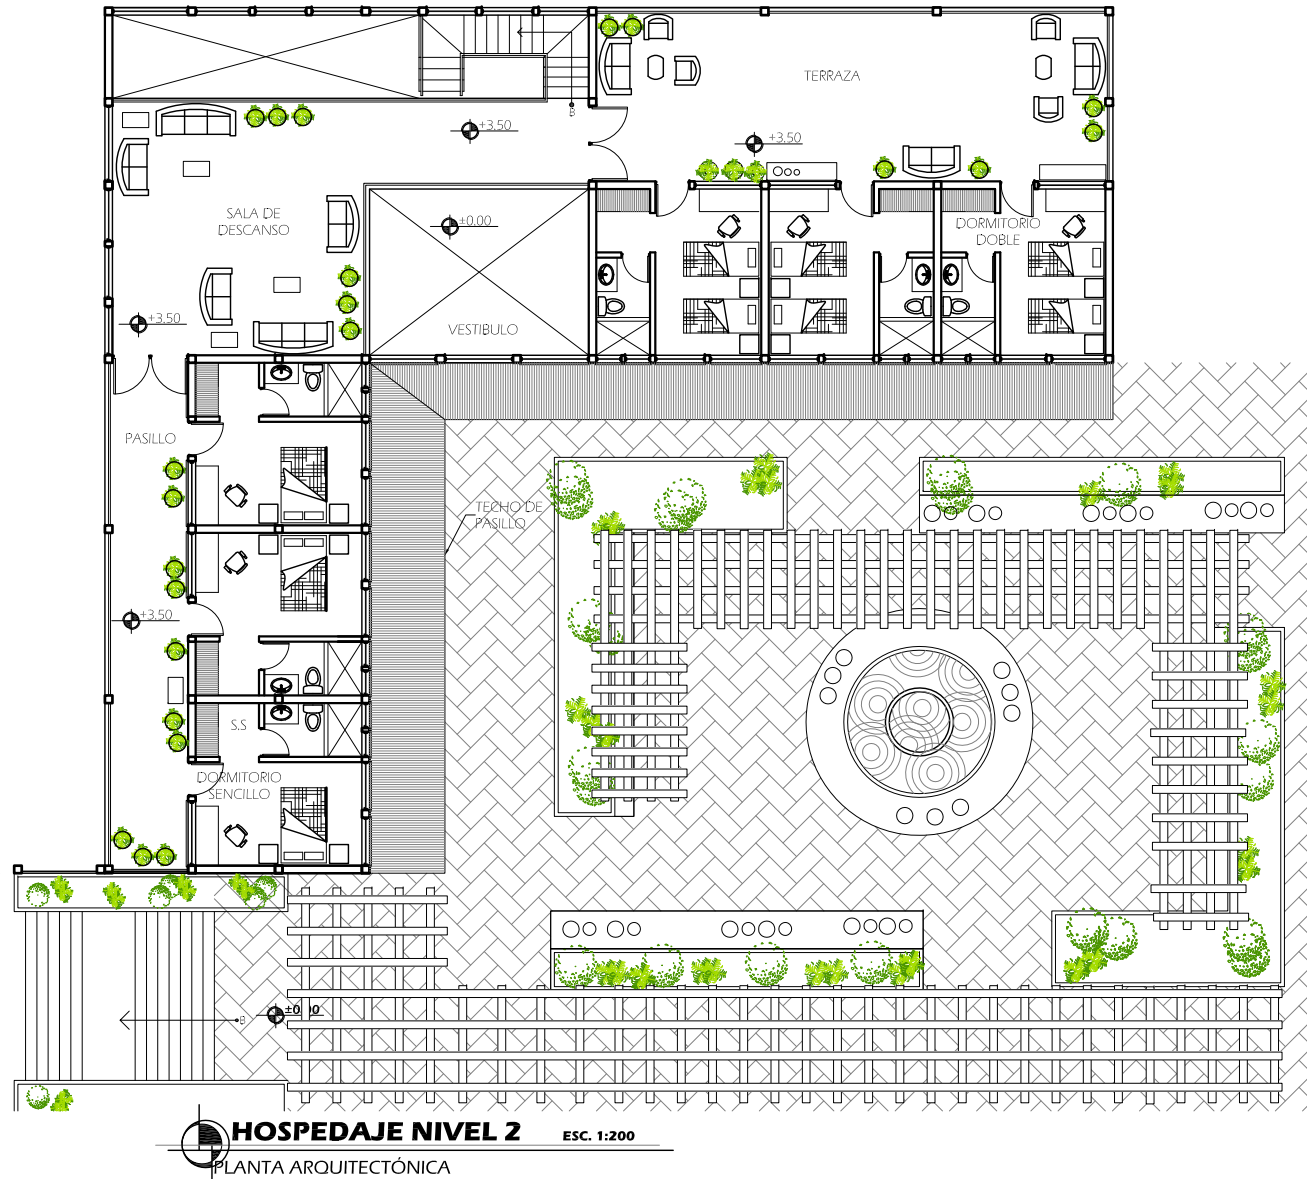 TERRAZA
B
+3.50
+3.50
SALA DE
DESCANSO
±0.00
DORMITORIO
DOBLE
+3.50
VESTIBULO
PASILLO
TECHO DE
PASILLO
+3.50
S.S
DORMITORIO
SENCILLO
±0.00
B
HOSPEDAJE NIVEL 2 ESC. 1:200
PLANTA ARQUITECTÓNICA